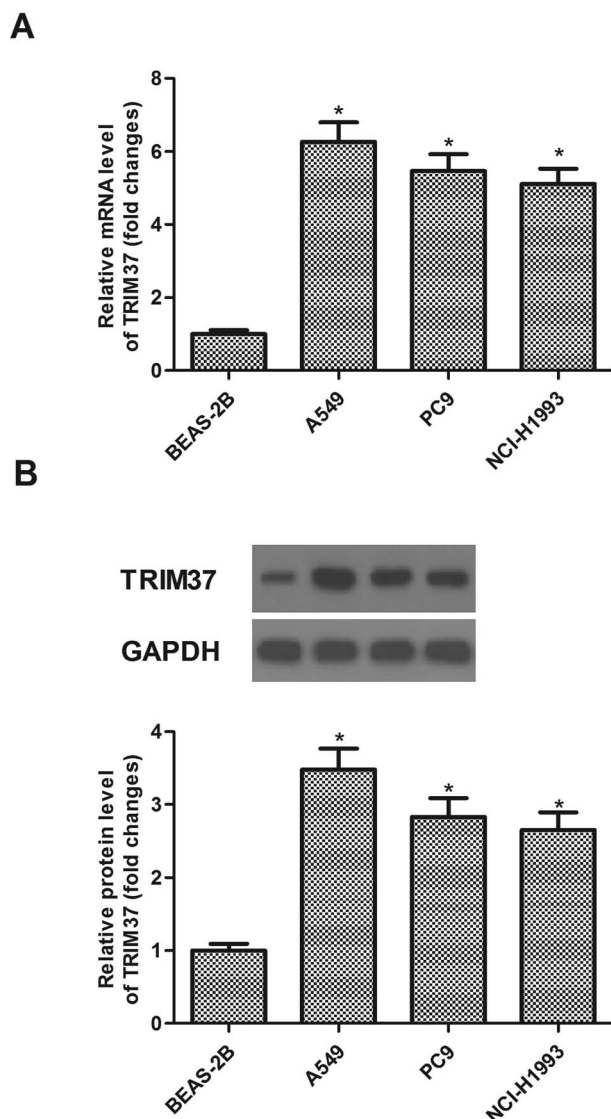 A
Relative mRNA level
of TRIM37 (fold changes)
8
6
4
2
0
*
*
*
BEAS-2B
A549
PC9
NCI-H1993
B
TRIM37
GAPDH
Relative protein level
of TRIM37 (fold changes)
4
3
2
1
0
*
*
*
BEAS-2B
A549
PC9
NCI-H1993